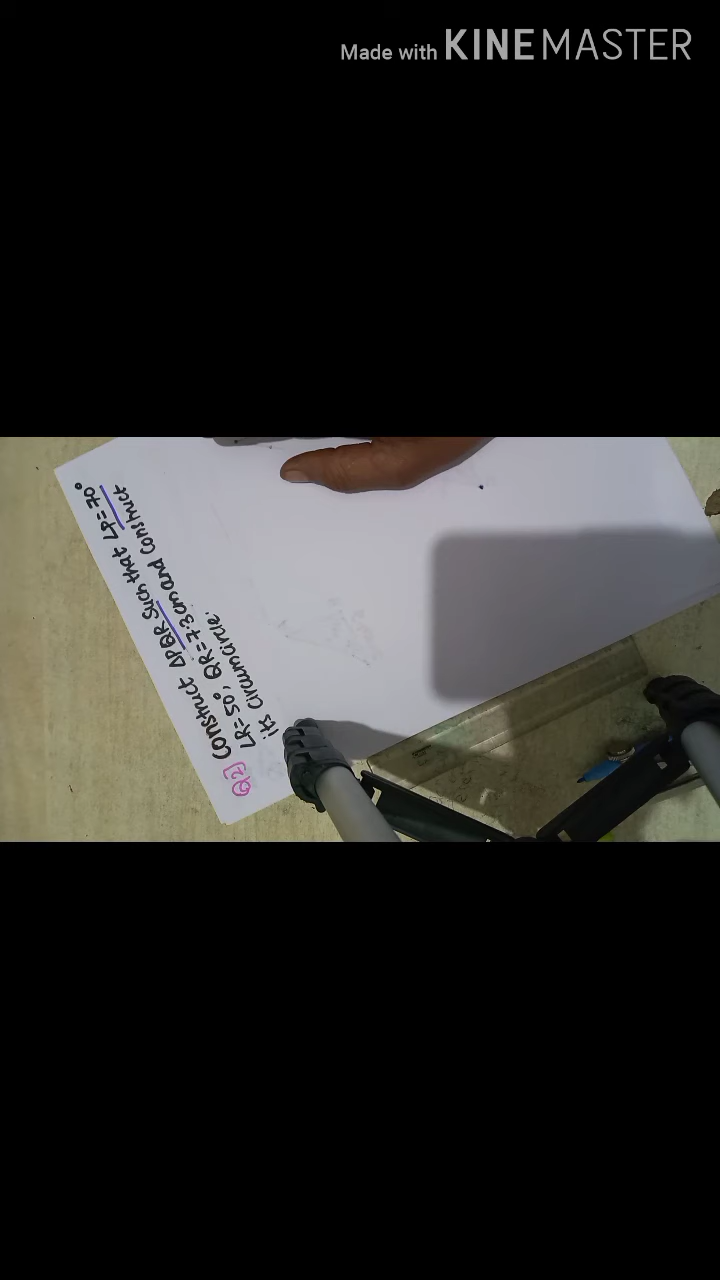 Made with KINEMASTER
Q2] Construct ΔPQR Such that ∠P=70°
∠R=50°, QR=7.3cm and Construct
its Circumcircle.